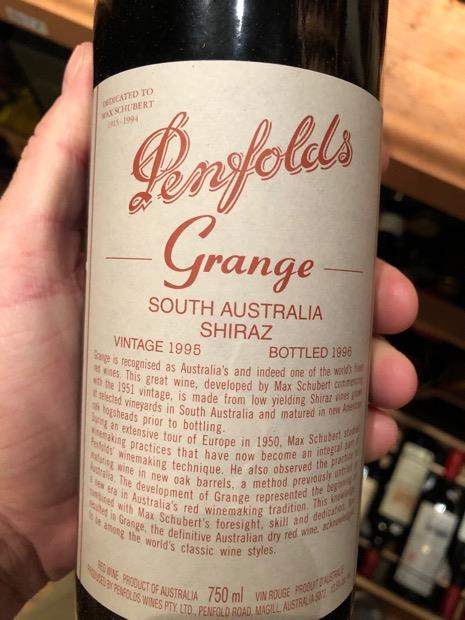 DEDICATED TO
MAX SCHUBERT
1915-1994
Penfolds
Grange
SOUTH AUSTRALIA
SHIRAZ
VINTAGE 1995 BOTTLED 1996
Grange is recognised as Australia's and indeed one of the world's finest
red wines. This great wine, developed by Max Schubert commencing
with the 1951 vintage, is made from low yielding Shiraz vines grown
at selected vineyards in South Australia and matured in new American
oak hogsheads prior to bottling.
During an extensive tour of Europe in 1950, Max Schubert studied
winemaking practices that have now become an integral part of
Penfolds' winemaking technique. He also observed the practice of
maturing wine in new oak barrels, a method previously untried in
Australia. The development of Grange represented the beginning of
a new era in Australia's red winemaking tradition. This knowledge,
combined with Max Schubert's foresight, skill and dedication, has
resulted in Grange, the definitive Australian dry red wine, acknowledged
to be among the world's classic wine styles.
RED WINE PRODUCT OF AUSTRALIA 750 ml VIN ROUGE PRODUIT D'AUSTRALIE
PRODUCED BY PENFOLDS WINES PTY. LTD., PENFOLD ROAD, MAGILL, AUSTRALIA 5072.